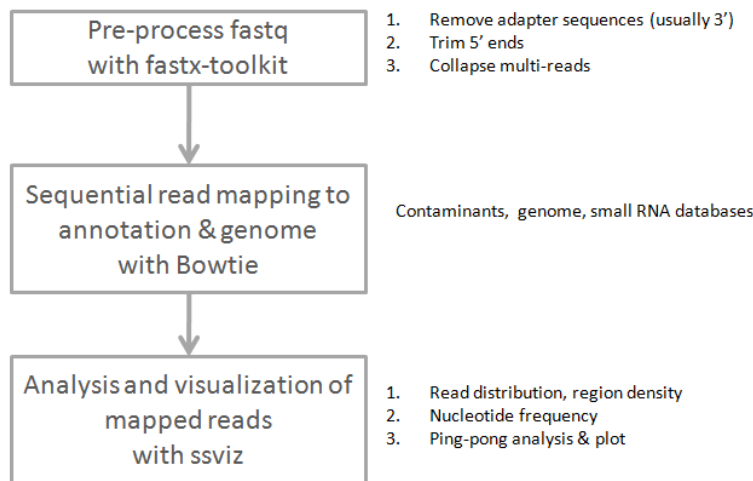 Pre-process fastq
with fastx-toolkit
1. Remove adapter sequences (usually 3’)
2. Trim 5’ ends
3. Collapse multi-reads
Sequential read mapping to
annotation & genome
with Bowtie
Contaminants, genome, small RNA databases
Analysis and visualization of
mapped reads
with ssviz
1. Read distribution, region density
2. Nucleotide frequency
3. Ping-pong analysis & plot